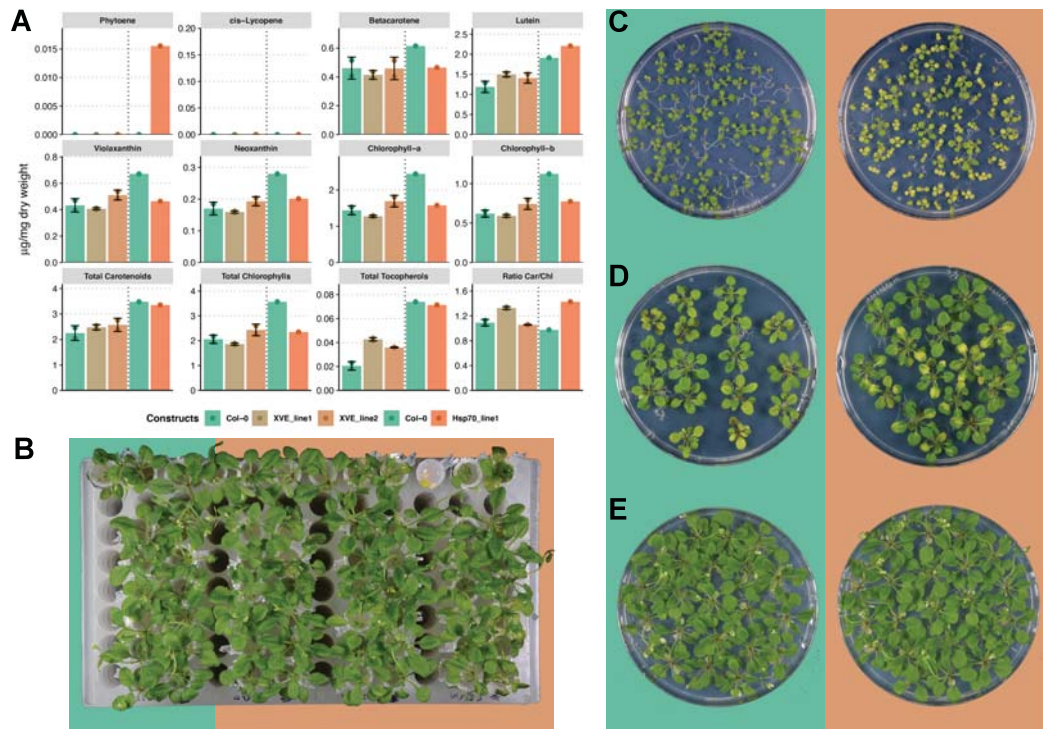 A
Phytoene cis-Lycopene Betacarotene Lutein
0.015 0.010 0.005 0.000
0.20 0.15 0.10 0.05 0.00
0.6 0.4 0.2 0.0
2.5 2.0 1.5 1.0 0.5 0.0
Violaxanthin Neoxanthin Chlorophyll-a Chlorophyll-b
0.8 0.6 0.4 0.2 0.0
0.3 0.2 0.1 0.0
2 1 0
1.0 0.5 0.0
µg/mg dry weight
Total Carotenoids Total Chlorophylls Total Tocopherols Ratio Car/Chl
4 3 2 1 0
4 3 2 1 0
0.08 0.06 0.04 0.02 0.00
1.6 1.2 0.8 0.4 0.0
Constructs Col-0 XVE_line1 XVE_line2 Col-0 Hsp70_line1
B
C
D
E